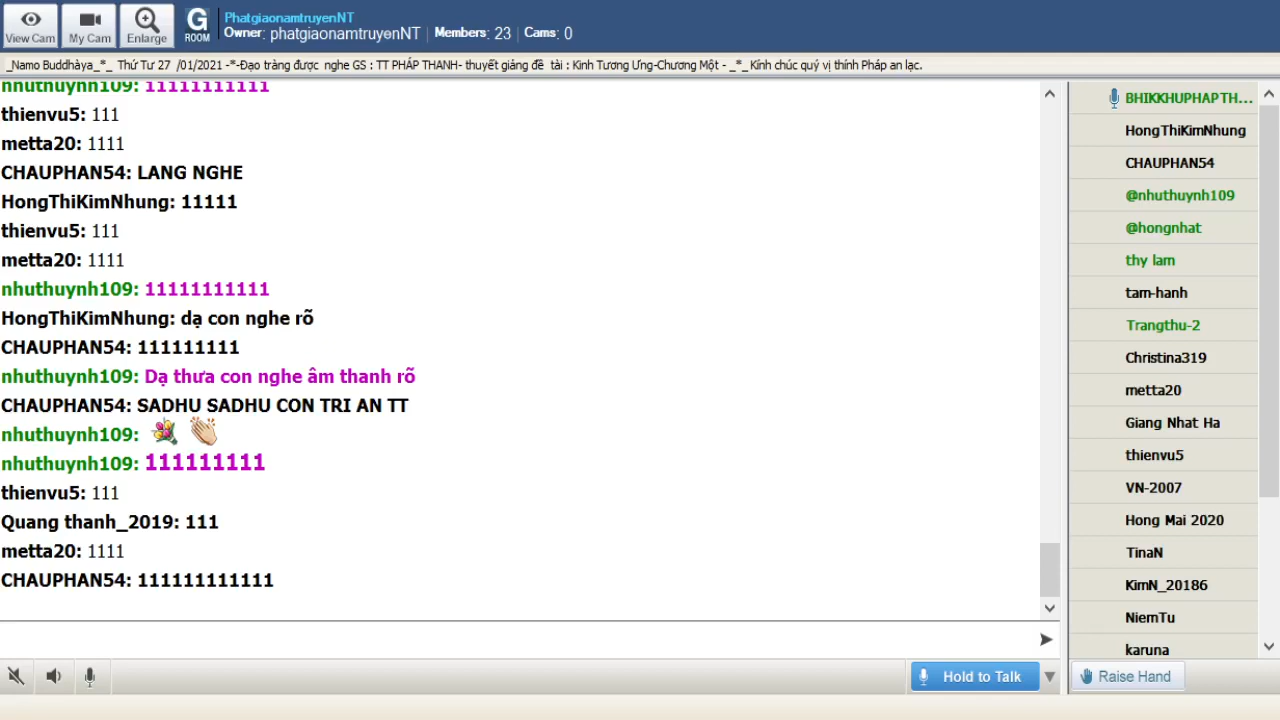 View Cam
My Cam
Enlarge
G
ROOM
PhatgiaonamtruyenNT
Owner: phatgiaonamtruyenNT Members: 23 Cams: 0
_Namo Buddhàya_*_ Thứ Tư 27 /01/2021 -*-Đạo tràng được nghe GS : TT PHÁP THANH- thuyết giảng đề tài : Kinh Tương Ưng-Chương Một - _*_Kính chúc quý vị thính Pháp an lạc.
nhuthuynh109: 11111111111
thienvu5: 111
metta20: 1111
CHAUPHAN54: LANG NGHE
HongThiKimNhung: 11111
thienvu5: 111
metta20: 1111
nhuthuynh109: 11111111111
HongThiKimNhung: dạ con nghe rõ
CHAUPHAN54: 111111111
nhuthuynh109: Dạ thưa con nghe âm thanh rõ
CHAUPHAN54: SADHU SADHU CON TRI AN TT
nhuthuynh109:
nhuthuynh109: 111111111
thienvu5: 111
Quang thanh_2019: 111
metta20: 1111
CHAUPHAN54: 111111111111
Hold to Talk
BHIKKHUPHAPTH...
HongThiKimNhung
CHAUPHAN54
@nhuthuynh109
@hongnhat
thy lam
tam-hanh
Trangthu-2
Christina319
metta20
Giang Nhat Ha
thienvu5
VN-2007
Hong Mai 2020
TinaN
KimN_20186
NiemTu
karuna
Raise Hand